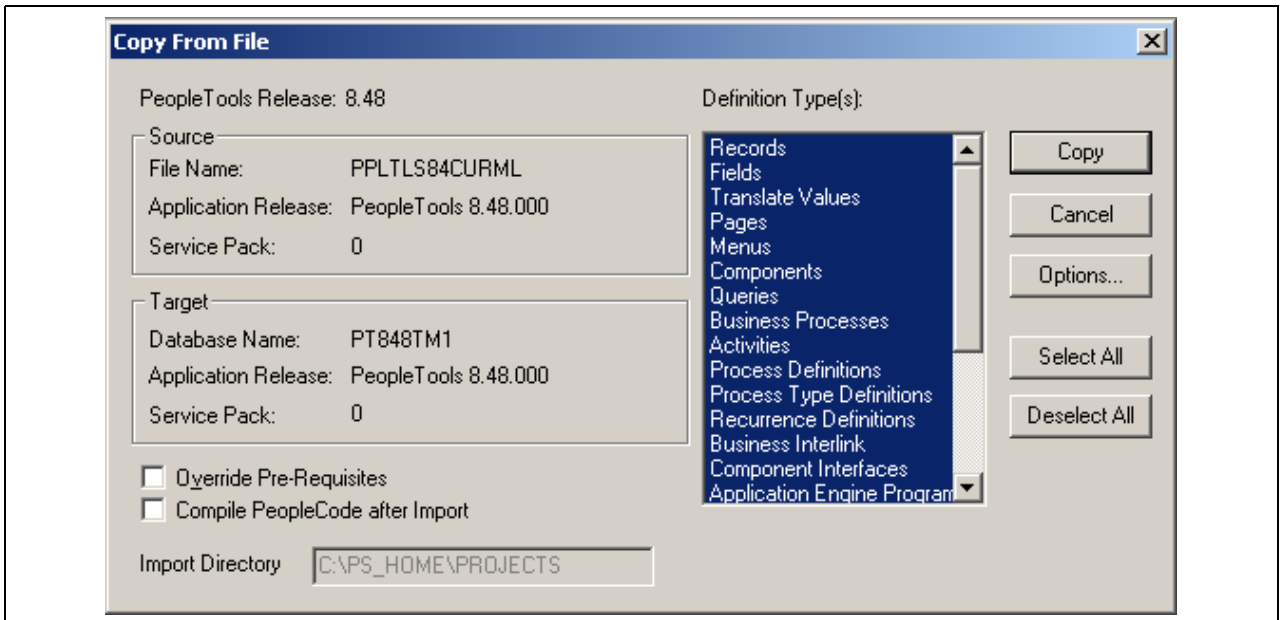 Copy From File
PeopleTools Release: 8.48
Source
File Name: PPLTLS84CURML
Application Release: PeopleTools 8.48.000
Service Pack: 0
Target
Database Name: PT848TM1
Application Release: PeopleTools 8.48.000
Service Pack: 0
Override Pre-Requisites
Compile PeopleCode after Import
Import Directory C:\PS_HOME\PROJECTS
Definition Type(s):
Records
Fields
Translate Values
Pages
Menus
Components
Queries
Business Processes
Activities
Process Definitions
Process Type Definitions
Recurrence Definitions
Business Interlink
Component Interfaces
Application Engine Program
Copy
Cancel
Options...
Select All
Deselect All